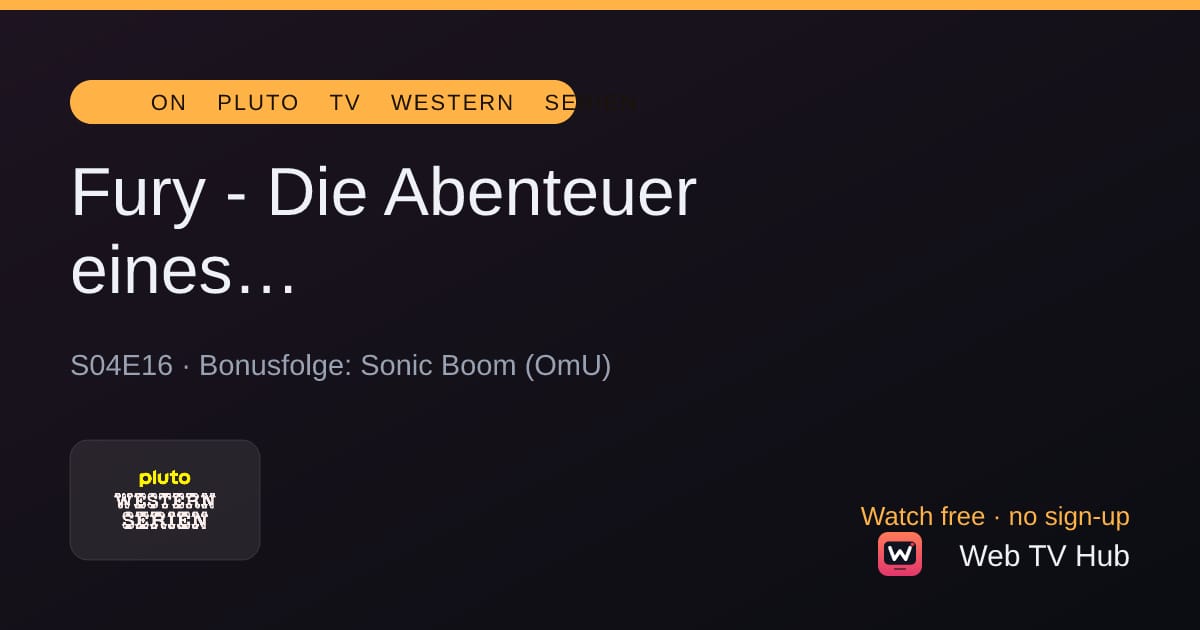 ON PLUTO TV WESTERN SERIEN
Fury - Die Abenteuer
eines…
S04E16 · Bonusfolge: Sonic Boom (OmU)
pluto
WESTERN
SERIEN
Watch free · no sign-up
W
Web TV Hub